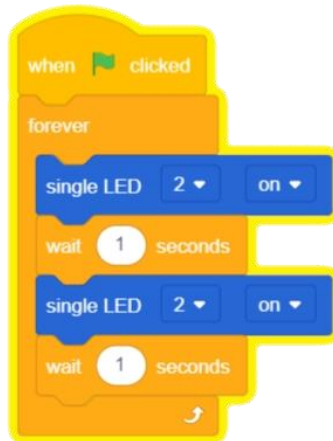 when clicked
forever
single LED 2 on
wait 1 seconds
single LED 2 on
wait 1 seconds